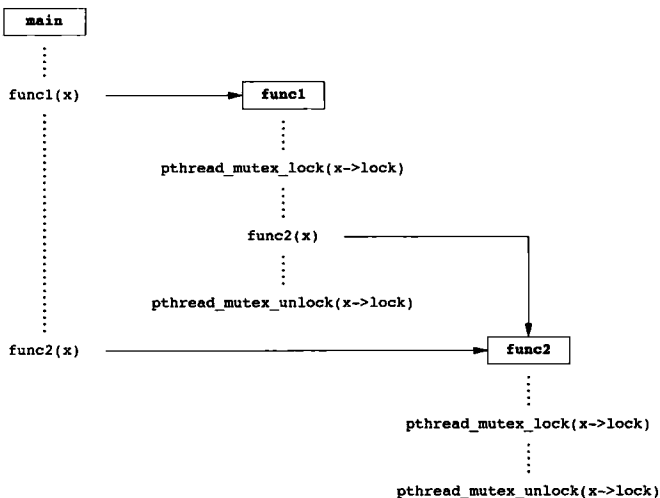 main
func1(x)
func1
pthread_mutex_lock(x->lock)
func2(x)
pthread_mutex_unlock(x->lock)
func2(x)
func2
pthread_mutex_lock(x->lock)
pthread_mutex_unlock(x->lock)